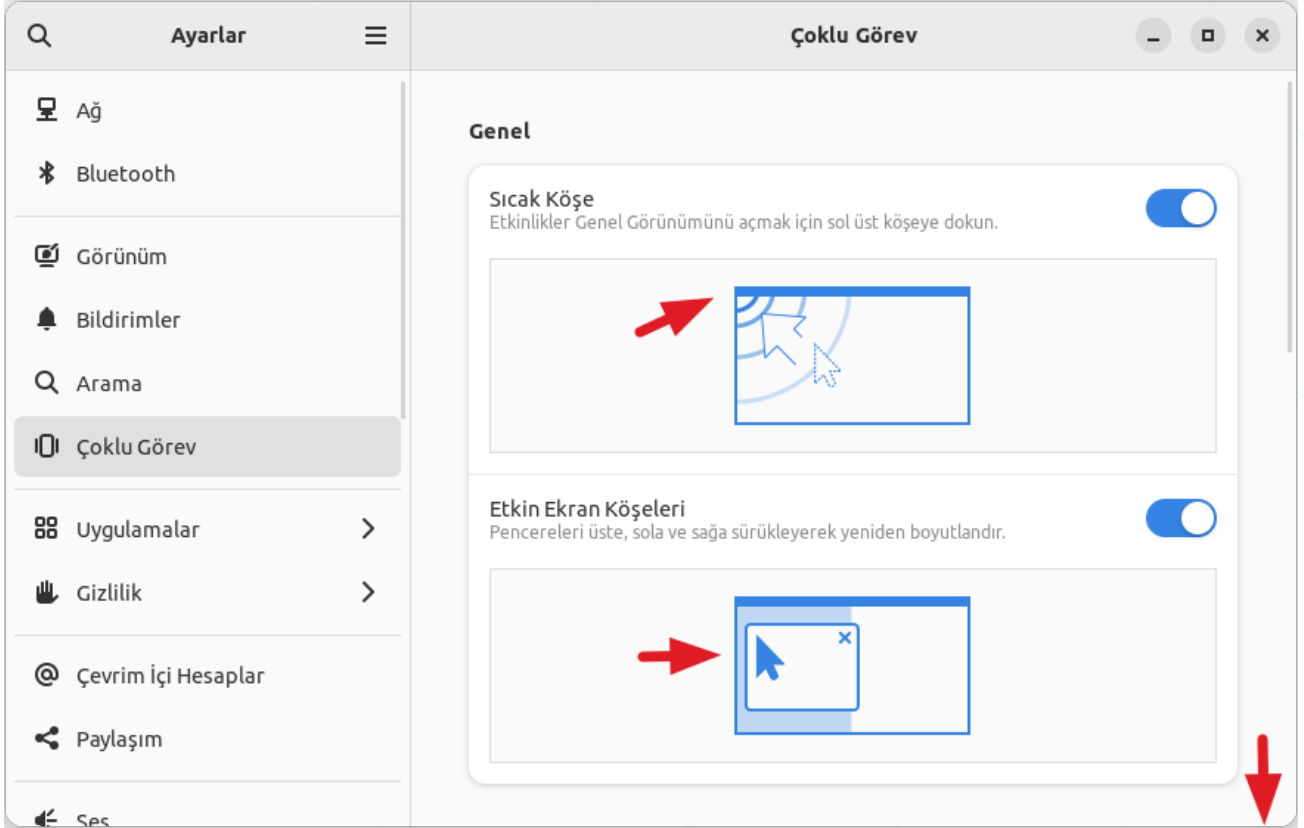 Ayarlar
Çoklu Görev
Ağ
Bluetooth
Görünüm
Bildirimler
Arama
Çoklu Görev
Uygulamalar
Gizlilik
Çevrim İçi Hesaplar
Paylaşım
Ses
Genel
Sıcak Köşe
Etkinlikler Genel Görünümünü açmak için sol üst köşeye dokun.
Etkin Ekran Köşeleri
Pencereleri üste, sola ve sağa sürükleyerek yeniden boyutlandır.